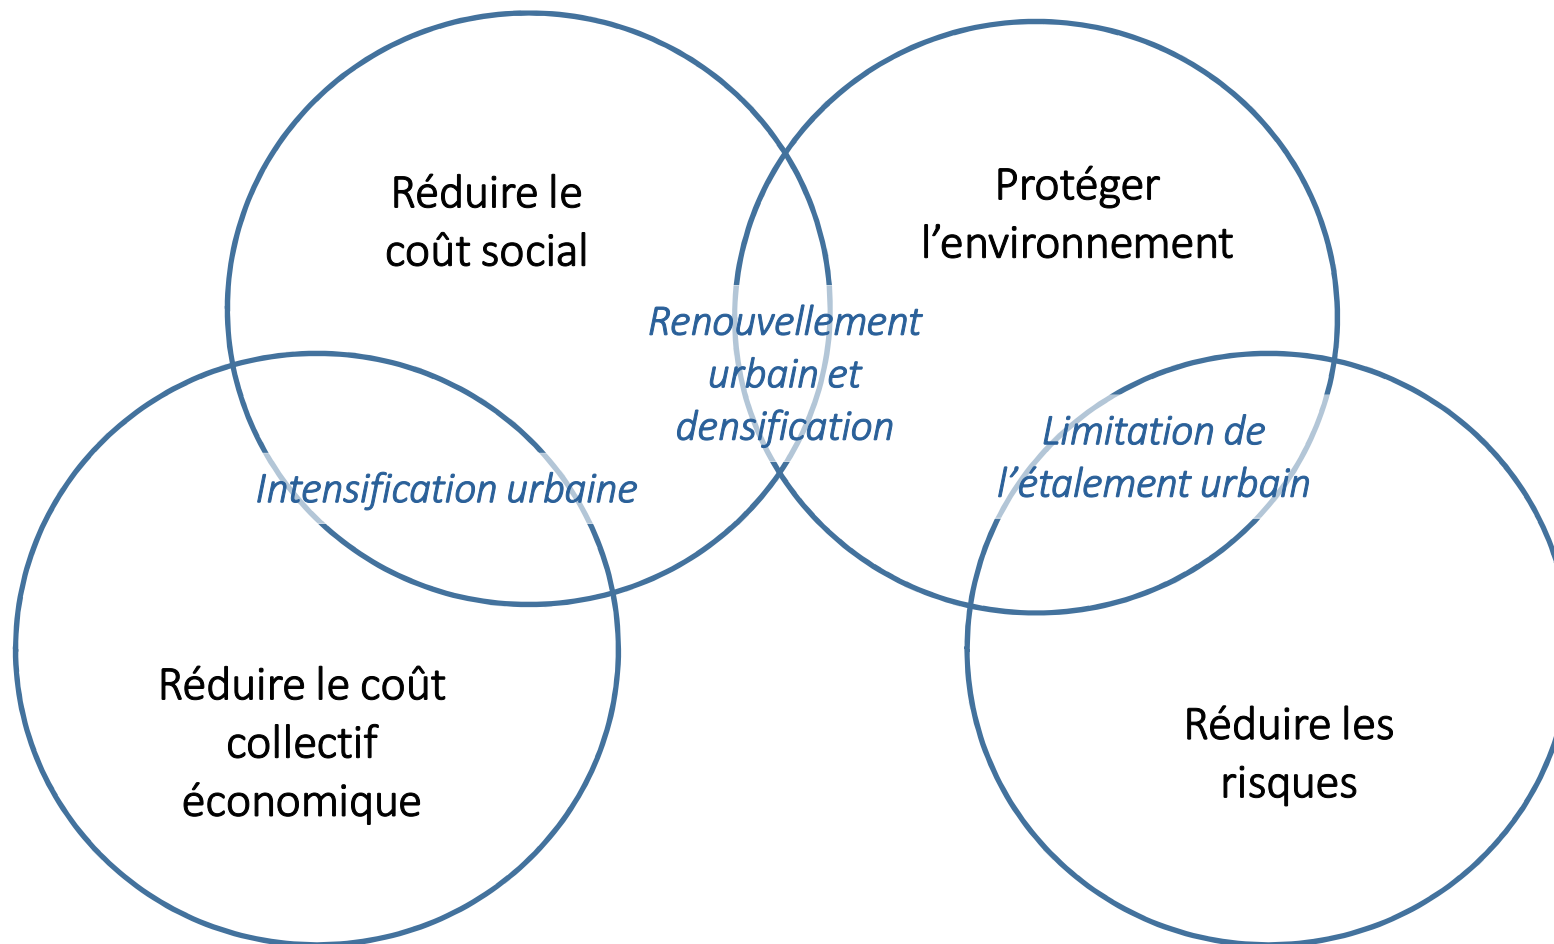 Réduire le
coût social
Protéger
l’environnement
Renouvellement
urbain et
densification
Intensification urbaine
Limitation de
l’étalement urbain
Réduire le coût
collectif
économique
Réduire les
risques